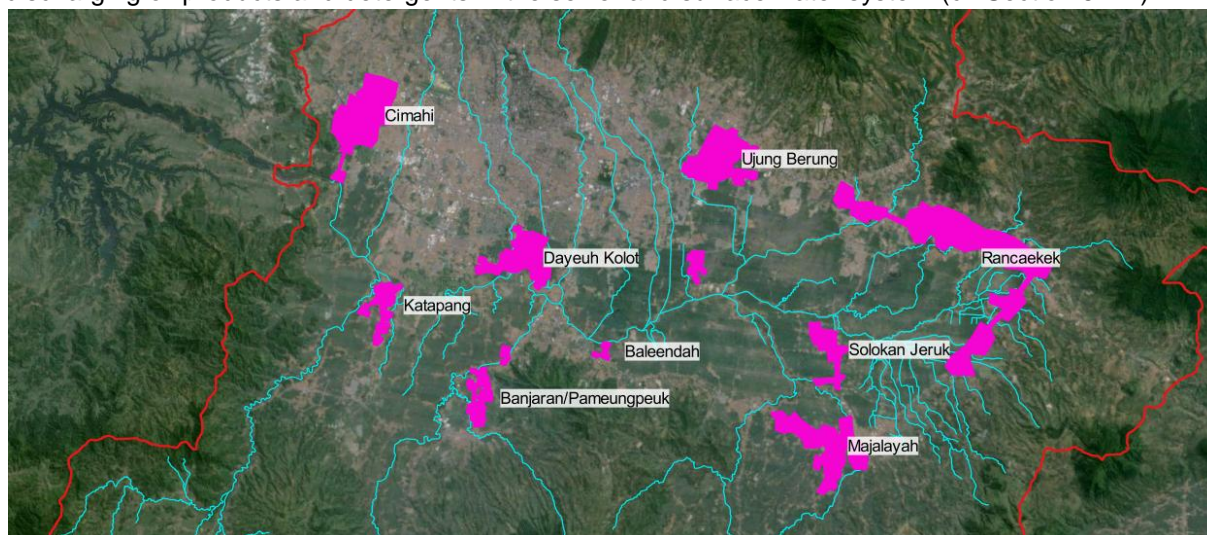 Cimahi
Ujung Berung
Dayeuh Kolot
Rancaekek
Katapang
Baleendah
Solokan Jeruk
Banjaran/Pameungpeuk
Majalayah